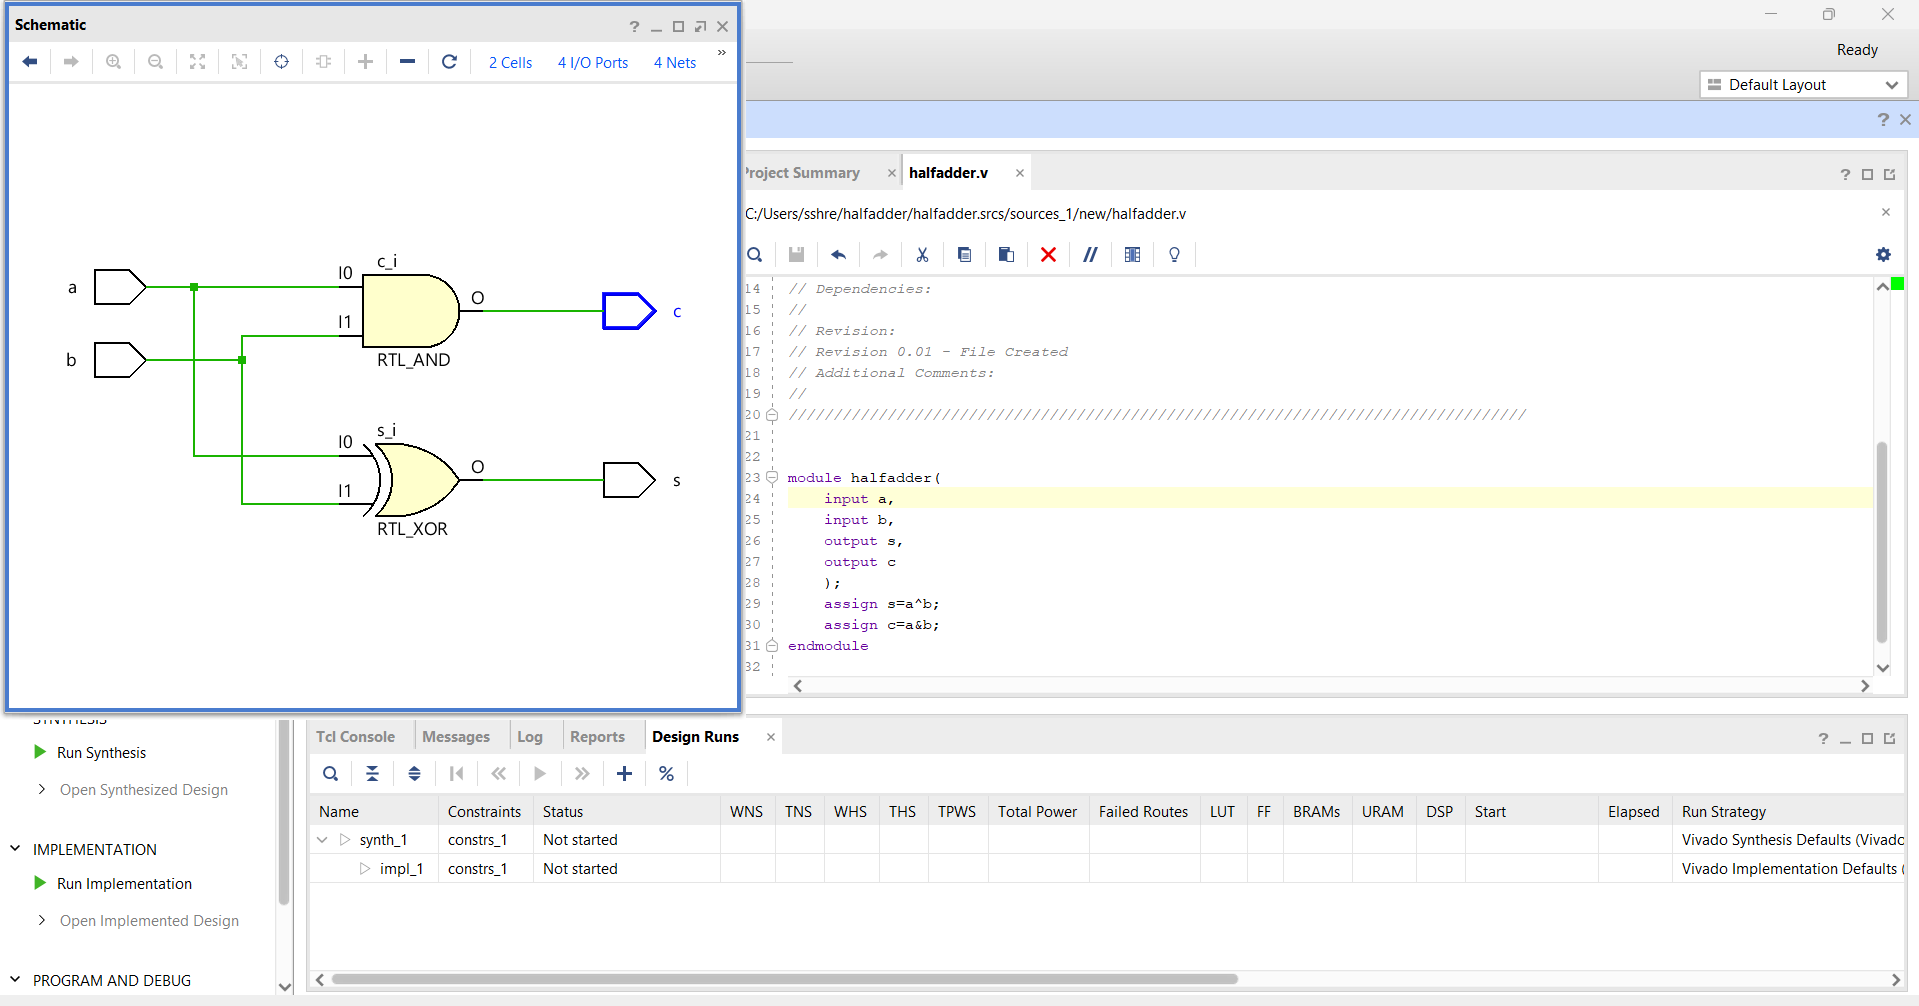 Schematic
2 Cells 4 I/O Ports 4 Nets
Ready
Default Layout
Project Summary halfadder.v
C:/Users/sshre/halfadder/halfadder.srcs/sources_1/new/halfadder.v
a
b
I0
I1
c_i
O
RTL_AND
c
I0
I1
s_i
O
RTL_XOR
s
14 // Dependencies:
15 //
16 // Revision:
17 // Revision 0.01 - File Created
18 // Additional Comments:
19 //
20 //////////////////////////////////////////////////////////////////////////////////
21
22
23 module halfadder(
24 input a,
25 input b,
26 output s,
27 output c
28 );
29 assign s=a^b;
30 assign c=a&b;
31 endmodule
32
SYNTHESIS
Run Synthesis
Open Synthesized Design
IMPLEMENTATION
Run Implementation
Open Implemented Design
PROGRAM AND DEBUG
Tcl Console Messages Log Reports Design Runs
Name Constraints Status WNS TNS WHS THS TPWS Total Power Failed Routes LUT FF BRAMs URAM DSP Start Elapsed Run Strategy
synth_1 constrs_1 Not started Vivado Synthesis Defaults (Vivado
impl_1 constrs_1 Not started Vivado Implementation Defaults (